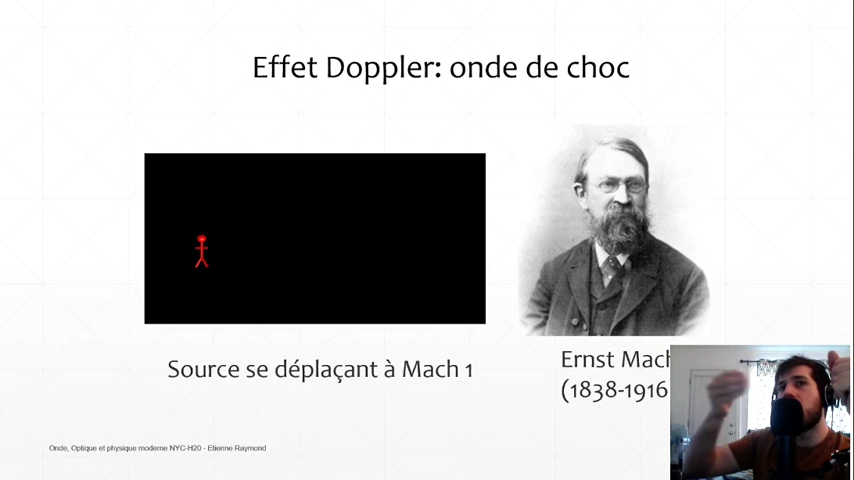 Effet Doppler: onde de choc
Source se déplaçant à Mach 1
Ernst Mach
(1838-1916
Onde, Optique et physique moderne NYC-H20 - Etienne Raymond